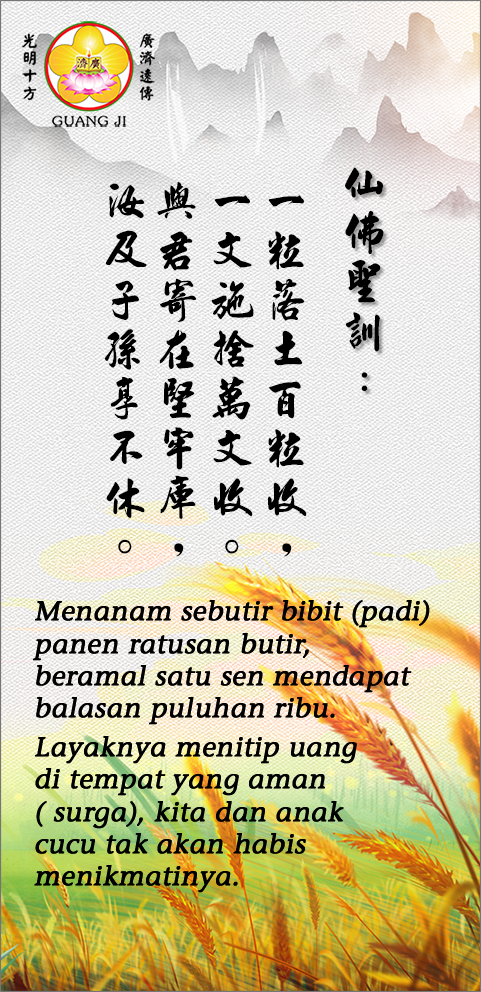 光明十方
廣濟遠傳
廣濟
GUANG JI
仙佛聖訓：
一粒落土百粒收，
一文施捨萬文收。
與君寄在堅牢庫，
汝及子孫享不休。
Menanam sebutir bibit (padi)
panen ratusan butir,
beramal satu sen mendapat
balasan puluhan ribu.
Layaknya menitip uang
di tempat yang aman
( surga), kita dan anak
cucu tak akan habis
menikmatinya.